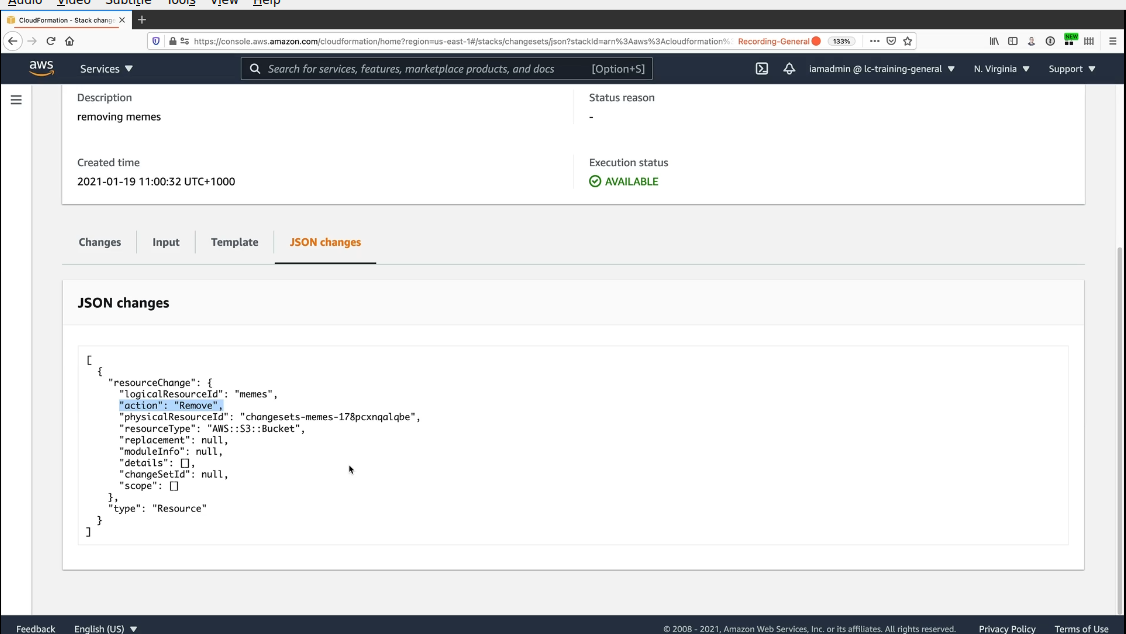 Audio Video Subtitle Tools View Help
CloudFormation - Stack change
https://console.aws.amazon.com/cloudformation/home?region=us-east-1#/stacks/changesets/json?stackId=arn%3Aaws%3Acloudformation% Recording-General 133% NEW
aws Services Search for services, features, marketplace products, and docs [Option+S] iamadmin @ lc-training-general N. Virginia Support
Description Status reason
removing memes -
Created time Execution status
2021-01-19 11:00:32 UTC+1000 AVAILABLE
Changes Input Template JSON changes
JSON changes
[
{
"resourceChange": {
"logicalResourceId": "memes",
"action": "Remove",
"physicalResourceId": "changesets-memes-178pcxnqalqbe",
"resourceType": "AWS::S3::Bucket",
"replacement": null,
"moduleInfo": null,
"details": [],
"changeSetId": null,
"scope": []
},
"type": "Resource"
}
]
Feedback English (US) © 2008 - 2021, Amazon Web Services, Inc. or its affiliates. All rights reserved. Privacy Policy Terms of Use